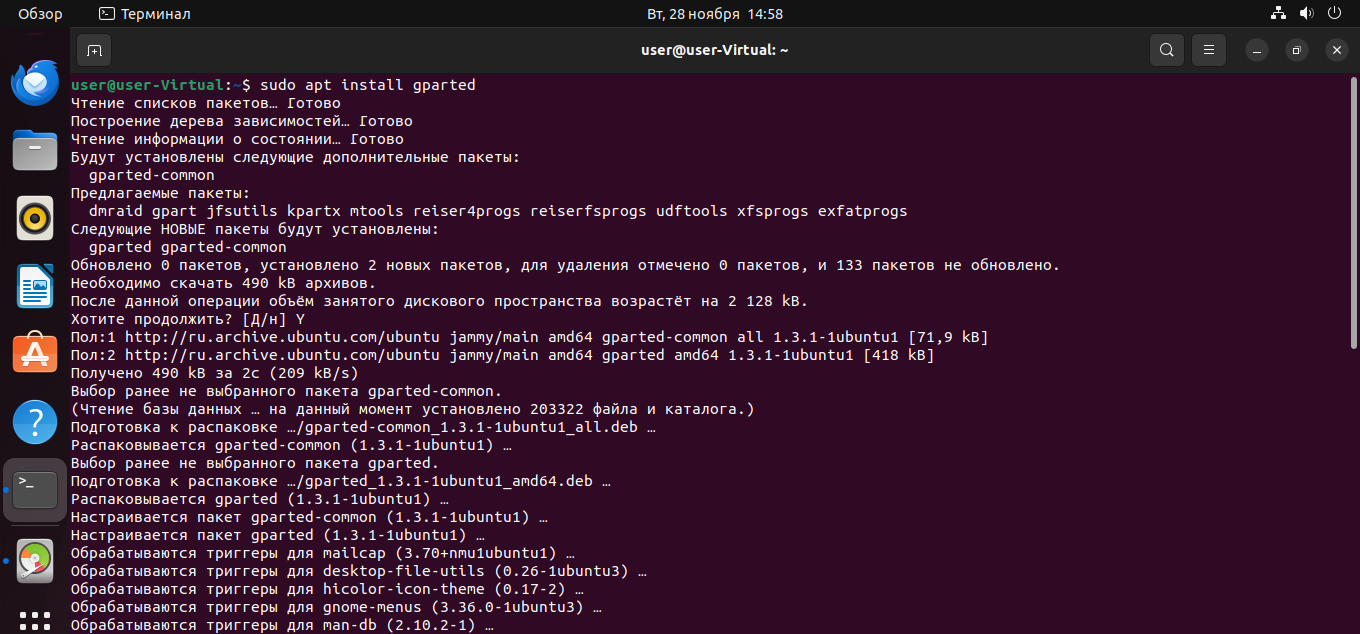 Обзор
Терминал
Вт, 28 ноября 14:58
user@user-Virtual: ~
user@user-Virtual:~$ sudo apt install gparted
Чтение списков пакетов… Готово
Построение дерева зависимостей… Готово
Чтение информации о состоянии… Готово
Будут установлены следующие дополнительные пакеты:
  gparted-common
Предлагаемые пакеты:
  dmraid gpart jfsutils kpartx mtools reiser4progs reiserfsprogs udftools xfsprogs exfatprogs
Следующие НОВЫЕ пакеты будут установлены:
  gparted gparted-common
Обновлено 0 пакетов, установлено 2 новых пакетов, для удаления отмечено 0 пакетов, и 133 пакетов не обновлено.
Необходимо скачать 490 kB архивов.
После данной операции объём занятого дискового пространства возрастёт на 2 128 kB.
Хотите продолжить? [Д/н] Y
Пол:1 http://ru.archive.ubuntu.com/ubuntu jammy/main amd64 gparted-common all 1.3.1-1ubuntu1 [71,9 kB]
Пол:2 http://ru.archive.ubuntu.com/ubuntu jammy/main amd64 gparted amd64 1.3.1-1ubuntu1 [418 kB]
Получено 490 kB за 2с (209 kB/s)
Выбор ранее не выбранного пакета gparted-common.
(Чтение базы данных … на данный момент установлено 203322 файла и каталога.)
Подготовка к распаковке …/gparted-common_1.3.1-1ubuntu1_all.deb …
Распаковывается gparted-common (1.3.1-1ubuntu1) …
Выбор ранее не выбранного пакета gparted.
Подготовка к распаковке …/gparted_1.3.1-1ubuntu1_amd64.deb …
Распаковывается gparted (1.3.1-1ubuntu1) …
Настраивается пакет gparted-common (1.3.1-1ubuntu1) …
Настраивается пакет gparted (1.3.1-1ubuntu1) …
Обрабатываются триггеры для mailcap (3.70+nmu1ubuntu1) …
Обрабатываются триггеры для desktop-file-utils (0.26-1ubuntu3) …
Обрабатываются триггеры для hicolor-icon-theme (0.17-2) …
Обрабатываются триггеры для gnome-menus (3.36.0-1ubuntu3) …
Обрабатываются триггеры для man-db (2.10.2-1) …